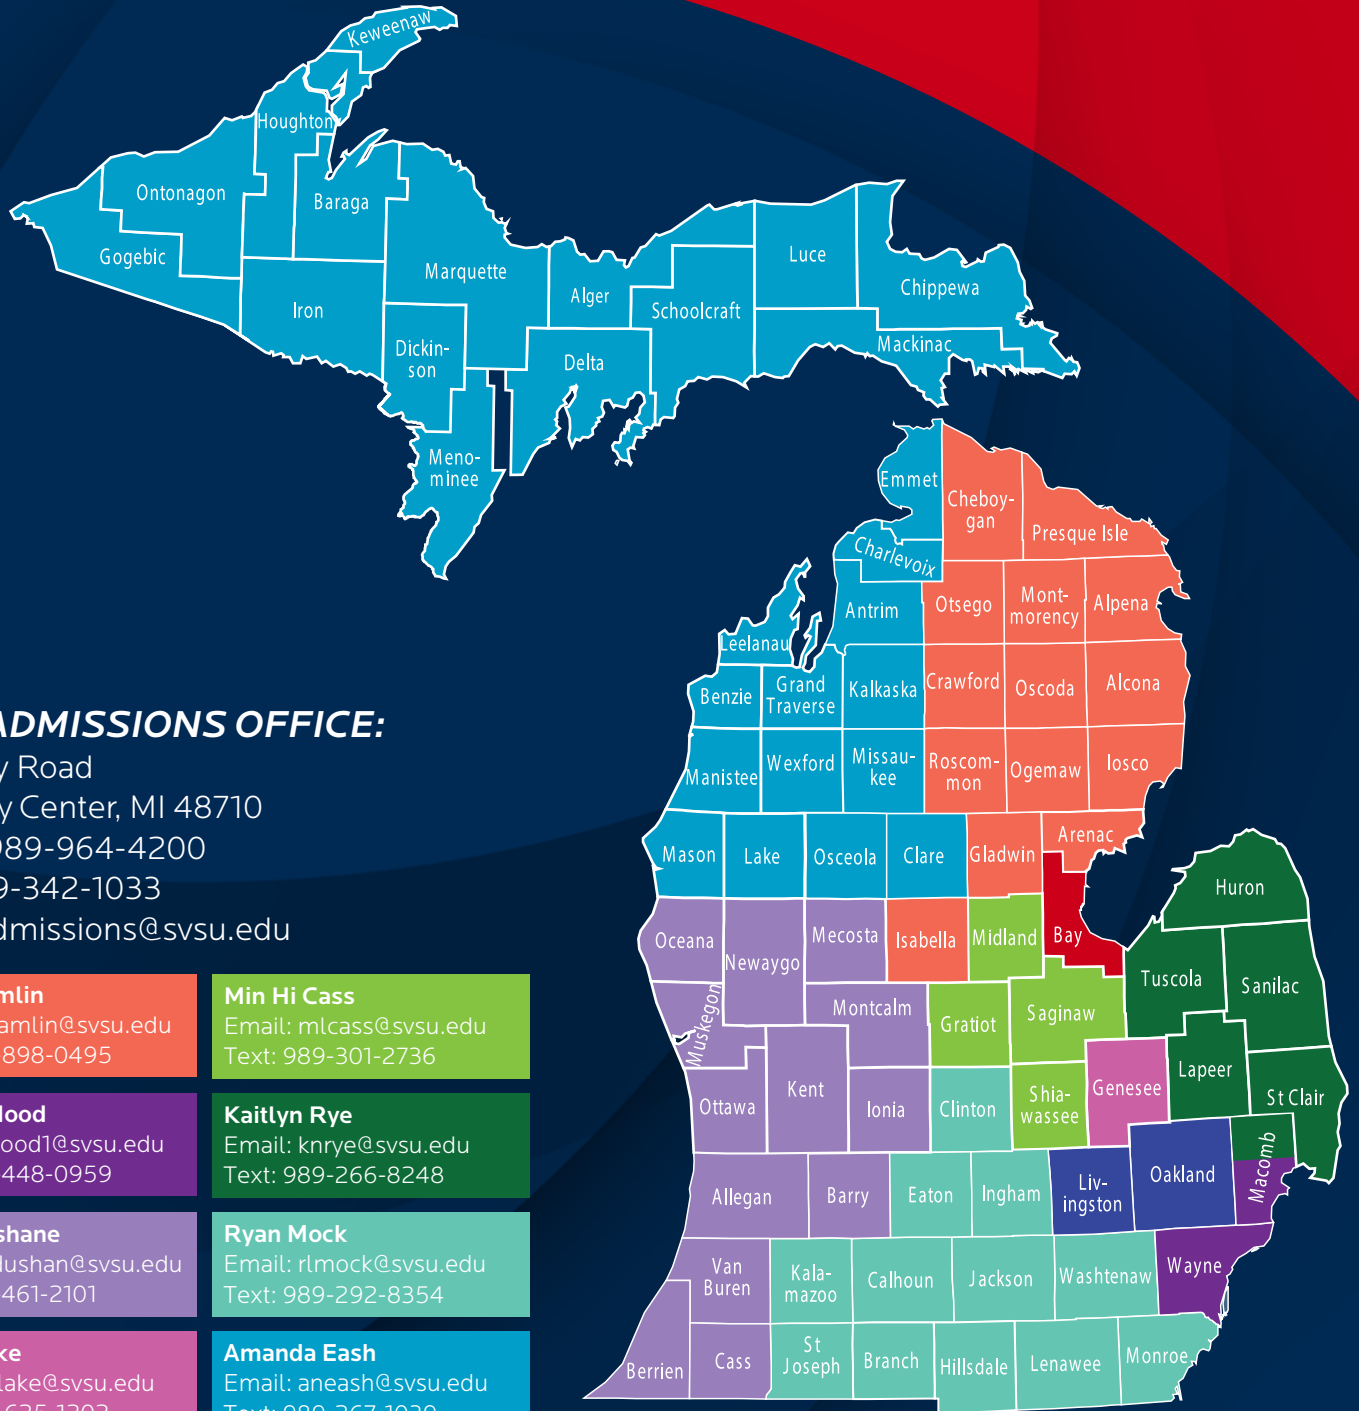 Keweenaw
Houghton
Ontonagon
Baraga
Gogebic
Marquette
Luce
Chippewa
Iron
Alger
Schoolcraft
Mackinac
Dickin-
son
Delta
Meno-
minee
Emmet
Cheboy-
gan
Presque Isle
Charlevoix
Antrim
Otsego
Mont-
morency
Alpena
Leelanau
Benzie
Grand
Traverse
Kalkaska
Crawford
Oscoda
Alcona
Manistee
Wexford
Missau-
kee
Roscom-
mon
Ogemaw
Iosco
Mason
Lake
Osceola
Clare
Gladwin
Arenac
Oceana
Newaygo
Mecosta
Isabella
Midland
Bay
Huron
Muskegon
Montcalm
Gratiot
Saginaw
Tuscola
Sanilac
Ottawa
Kent
Ionia
Clinton
Shia-
wassee
Genesee
Lapeer
St Clair
Allegan
Barry
Eaton
Ingham
Liv-
ingston
Oakland
Macomb
Van
Buren
Kala-
mazoo
Calhoun
Jackson
Washtenaw
Wayne
Berrien
Cass
St
Joseph
Branch
Hillsdale
Lenawee
Monroe
ADMISSIONS OFFICE:
y Road
y Center, MI 48710
989-964-4200
9-342-1033
dmissions@svsu.edu
mlin
amlin@svsu.edu
898-0495
Min Hi Cass
Email: mlcass@svsu.edu
Text: 989-301-2736
Hood
ood1@svsu.edu
448-0959
Kaitlyn Rye
Email: knrye@svsu.edu
Text: 989-266-8248
shane
dushan@svsu.edu
461-2101
Ryan Mock
Email: rlmock@svsu.edu
Text: 989-292-8354
ke
lake@svsu.edu
Amanda Eash
Email: aneash@svsu.edu